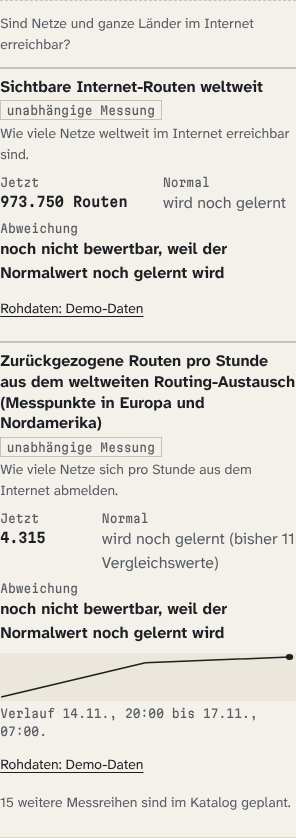 Sind Netze und ganze Länder im Internet
erreichbar?
Sichtbare Internet-Routen weltweit
unabhängige Messung
Wie viele Netze weltweit im Internet erreichbar
sind.
Jetzt
973.750 Routen
Normal
wird noch gelernt
Abweichung
noch nicht bewertbar, weil der
Normalwert noch gelernt wird
Rohdaten: Demo-Daten
Zurückgezogene Routen pro Stunde
aus dem weltweiten Routing-Austausch
(Messpunkte in Europa und
Nordamerika)
unabhängige Messung
Wie viele Netze sich pro Stunde aus dem
Internet abmelden.
Jetzt
4.315
Normal
wird noch gelernt (bisher 11
Vergleichswerte)
Abweichung
noch nicht bewertbar, weil der
Normalwert noch gelernt wird
Verlauf 14.11., 20:00 bis 17.11.,
07:00.
Rohdaten: Demo-Daten
15 weitere Messreihen sind im Katalog geplant.